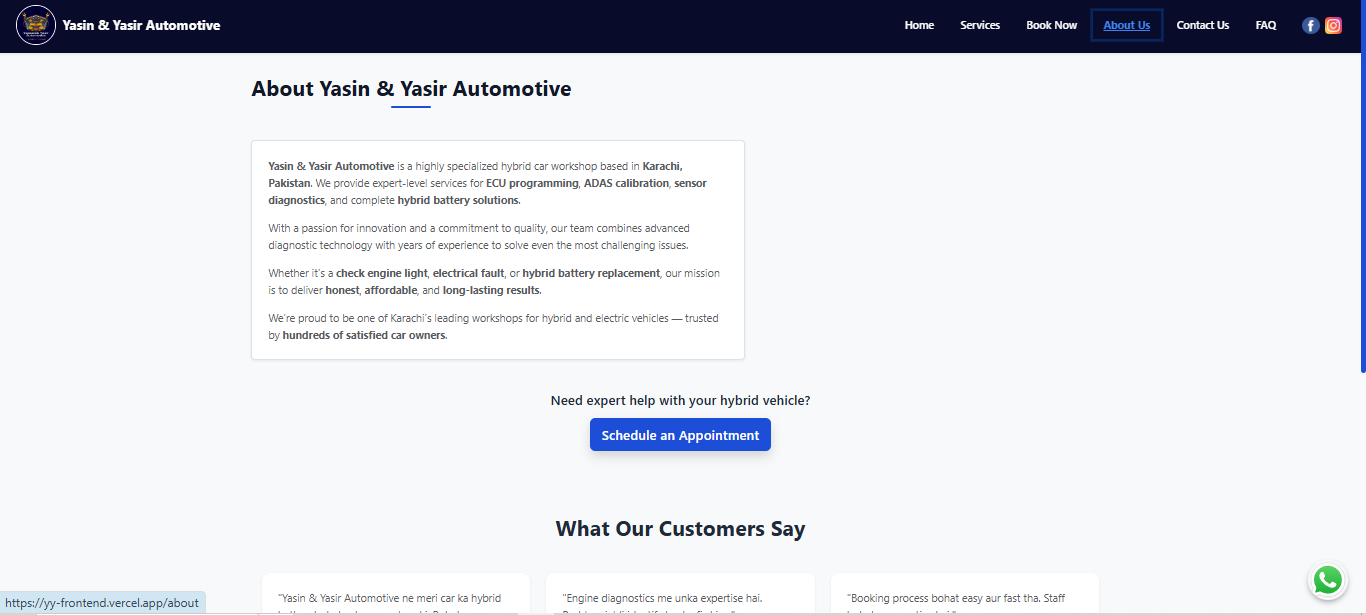 Yasin & Yasir Automotive
Home Services Book Now About Us Contact Us FAQ
About Yasin & Yasir Automotive
Yasin & Yasir Automotive is a highly specialized hybrid car workshop based in Karachi,
Pakistan. We provide expert-level services for ECU programming, ADAS calibration, sensor
diagnostics, and complete hybrid battery solutions.
With a passion for innovation and a commitment to quality, our team combines advanced
diagnostic technology with years of experience to solve even the most challenging issues.
Whether it's a check engine light, electrical fault, or hybrid battery replacement, our mission
is to deliver honest, affordable, and long-lasting results.
We're proud to be one of Karachi's leading workshops for hybrid and electric vehicles — trusted
by hundreds of satisfied car owners.
Need expert help with your hybrid vehicle?
Schedule an Appointment
What Our Customers Say
"Yasin & Yasir Automotive ne meri car ka hybrid
"Engine diagnostics me unka expertise hai.
"Booking process bohat easy aur fast tha. Staff
https://yy-frontend.vercel.app/about